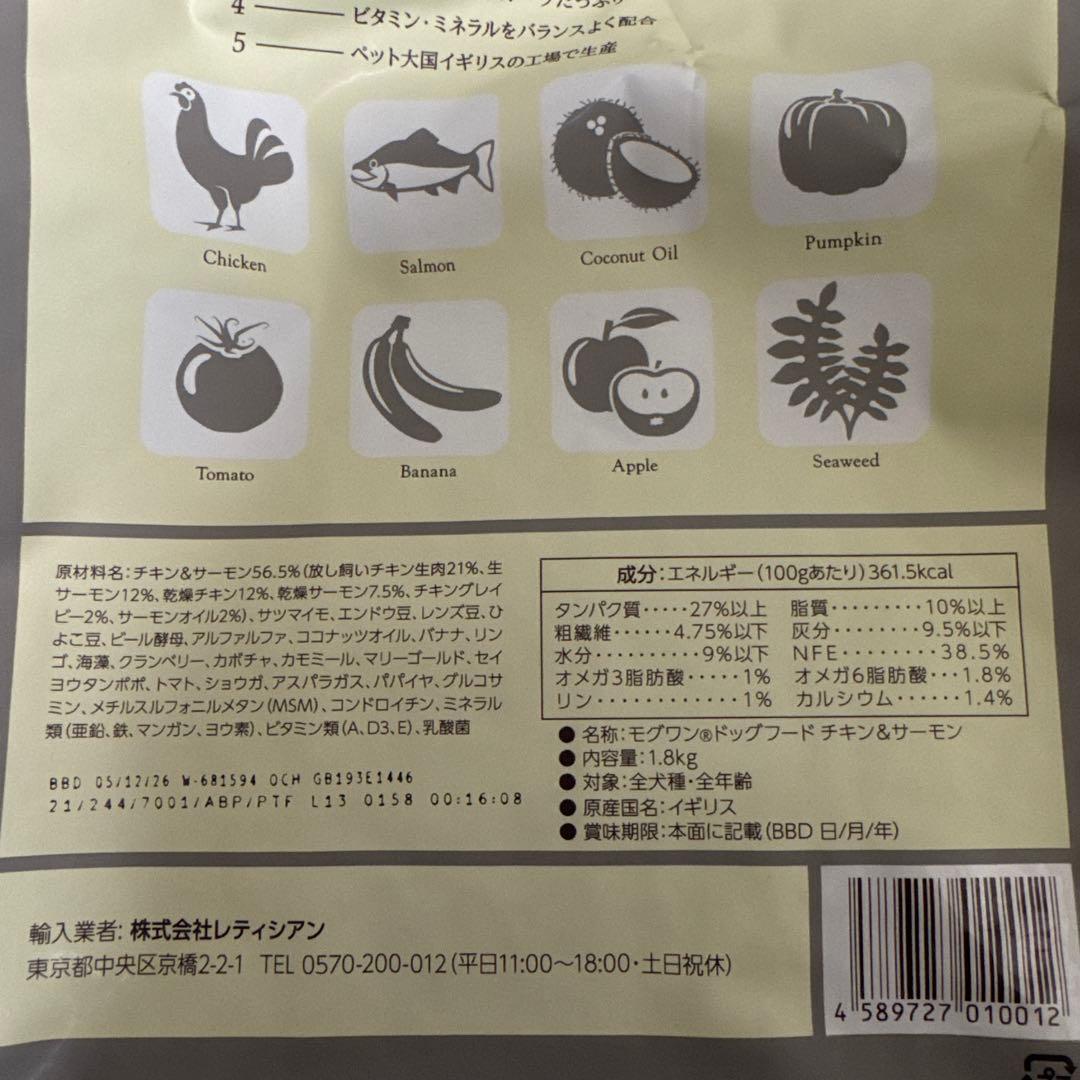 4 ビタミン・ミネラルをバランスよく配合
5 ペット大国イギリスの工場で生産
Chicken Salmon Coconut Oil Pumpkin
Tomato Banana Apple Seaweed
原材料名：チキン&サーモン56.5%（放し飼いチキン生肉21%、生
サーモン12%、乾燥チキン12%、乾燥サーモン7.5%、チキングレイ
ビー2%、サーモンオイル2%）、サツマイモ、エンドウ豆、レンズ豆、ひ
よこ豆、ビール酵母、アルファルファ、ココナッツオイル、バナナ、リン
ゴ、海藻、クランベリー、カボチャ、カモミール、マリーゴールド、セイ
ヨウタンポポ、トマト、ショウガ、アスパラガス、パパイヤ、グルコサ
ミン、メチルスルフォニルメタン（MSM）、コンドロイチン、ミネラル
類（亜鉛、鉄、マンガン、ヨウ素）、ビタミン類（A、D3、E）、乳酸菌
BBD 05/12/26 W-681594 OCH GB193E1446
21/244/7001/ABP/PTF L13 0158 00:16:08
成分：エネルギー（100gあたり）361.5kcal
タンパク質・・・・・27%以上 脂質・・・・・・・・・10%以上
粗繊維・・・・・・4.75%以下 灰分・・・・・・・・9.5%以下
水分・・・・・・・・・・9%以下 NFE・・・・・・・・38.5%
オメガ3脂肪酸・・・・・1% オメガ6脂肪酸・・・1.8%
リン・・・・・・・・・・・・1% カルシウム・・・・・・1.4%
● 名称：モグワン®ドッグフード チキン&サーモン
● 内容量：1.8kg
● 対象：全犬種・全年齢
● 原産国名：イギリス
● 賞味期限：本面に記載（BBD 日/月/年）
輸入業者：株式会社レティシアン
東京都中央区京橋2-2-1 TEL 0570-200-012（平日11:00〜18:00・土日祝休）
4 589727 010012